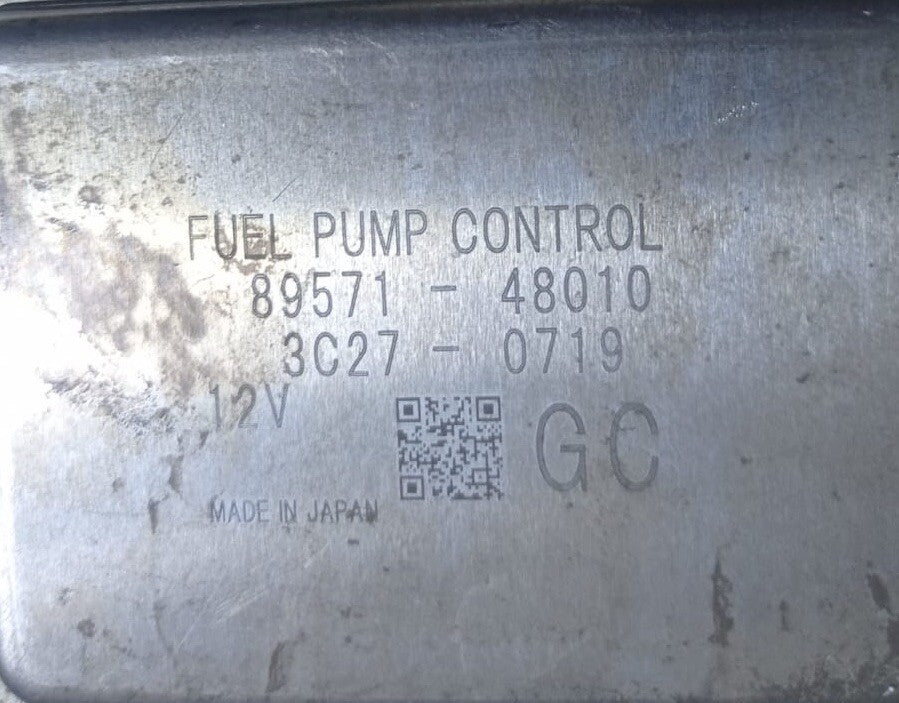 FUEL PUMP CONTROL
89571 - 48010
3C27 - 0719
12V
GC
MADE IN JAPAN